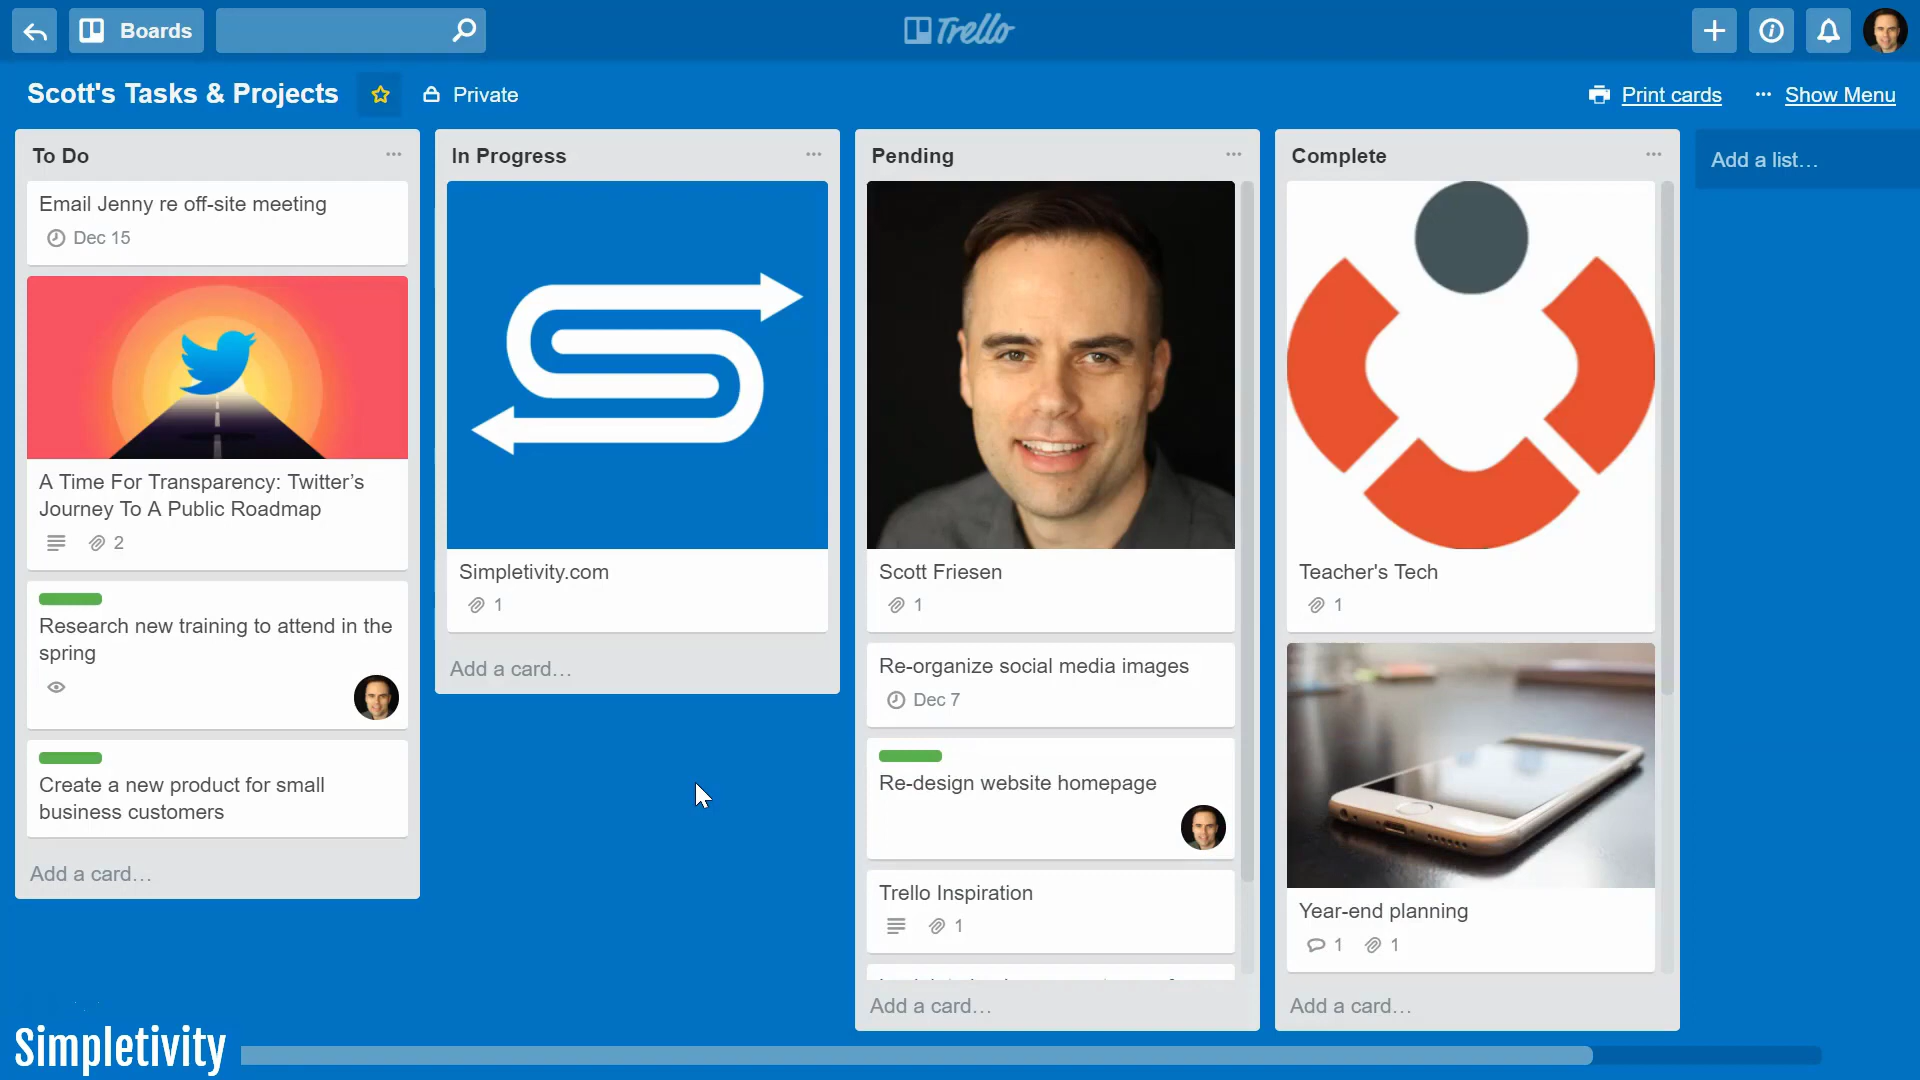 Boards
Trello
Scott's Tasks & Projects
Private
Print cards
Show Menu
To Do
Email Jenny re off-site meeting
Dec 15
A Time For Transparency: Twitter’s
Journey To A Public Roadmap
2
Research new training to attend in the
spring
Create a new product for small
business customers
Add a card…
In Progress
Simpletivity.com
1
Add a card…
Pending
Scott Friesen
1
Re-organize social media images
Dec 7
Re-design website homepage
Trello Inspiration
1
Add a card…
Complete
Teacher's Tech
1
Year-end planning
1 1
Add a card…
Add a list…
Simpletivity